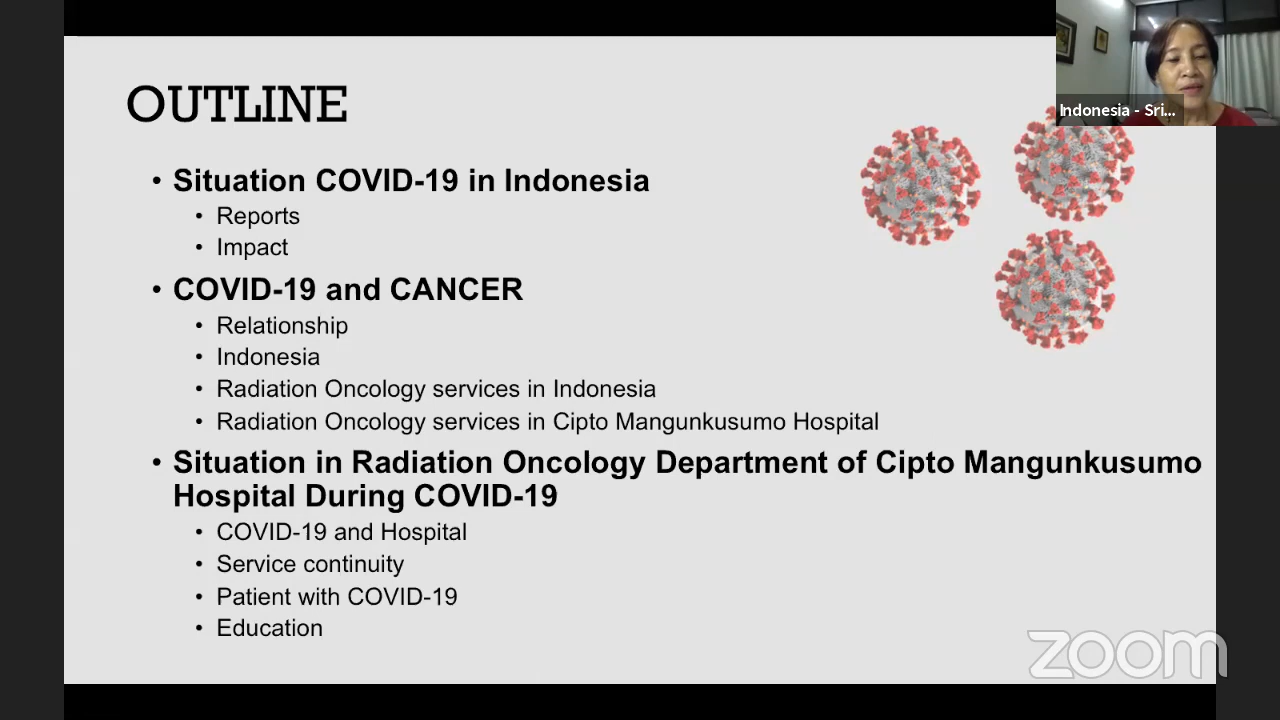 Indonesia - Sri...
OUTLINE
• Situation COVID-19 in Indonesia
• Reports
• Impact
• COVID-19 and CANCER
• Relationship
• Indonesia
• Radiation Oncology services in Indonesia
• Radiation Oncology services in Cipto Mangunkusumo Hospital
• Situation in Radiation Oncology Department of Cipto Mangunkusumo
Hospital During COVID-19
• COVID-19 and Hospital
• Service continuity
• Patient with COVID-19
• Education
zoom